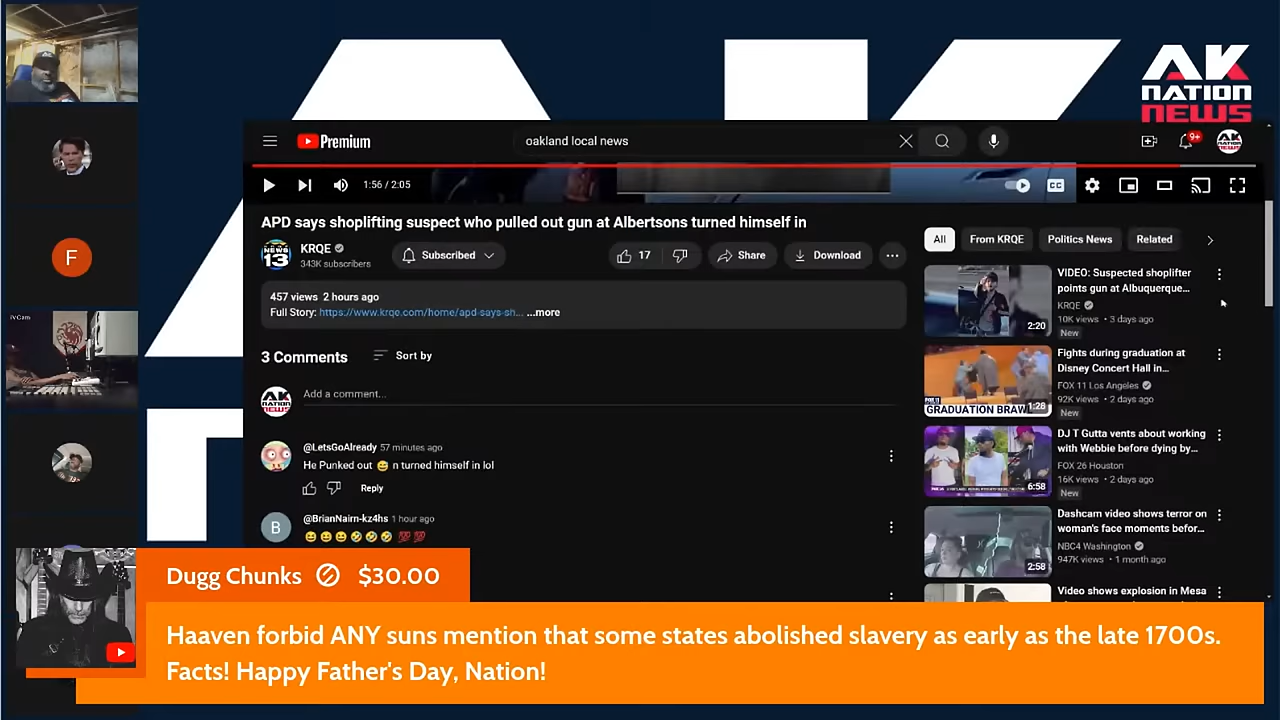 AK
NATION
NEWS
Premium
oakland local news
9+
1:56 / 2:05
CC
APD says shoplifting suspect who pulled out gun at Albertsons turned himself in
KRQE
343K subscribers
Subscribed
17
Share
Download
457 views 2 hours ago
Full Story: https://www.krqe.com/home/apd-says-sh... ...more
3 Comments
Sort by
Add a comment...
@LetsGoAlready 57 minutes ago
He Punked out 😅 n turned himself in lol
Reply
B
@BrianNairn-kz4hs 1 hour ago
😆😆😆🤣🤣🤣 💯💯
All
From KRQE
Politics News
Related
VIDEO: Suspected shoplifter
points gun at Albuquerque...
KRQE
10K views • 3 days ago
New
2:20
Fights during graduation at
Disney Concert Hall in...
FOX 11 Los Angeles
92K views • 2 days ago
New
GRADUATION BRAW
1:28
DJ T Gutta vents about working
with Webbie before dying by...
FOX 26 Houston
16K views • 2 days ago
New
6:58
Dashcam video shows terror on
woman's face moments befor...
NBC4 Washington
947K views • 1 month ago
2:58
Video shows explosion in Mesa
F
iVCam
NEWS
13
Dugg Chunks $30.00
Haaven forbid ANY suns mention that some states abolished slavery as early as the late 1700s.
Facts! Happy Father's Day, Nation!